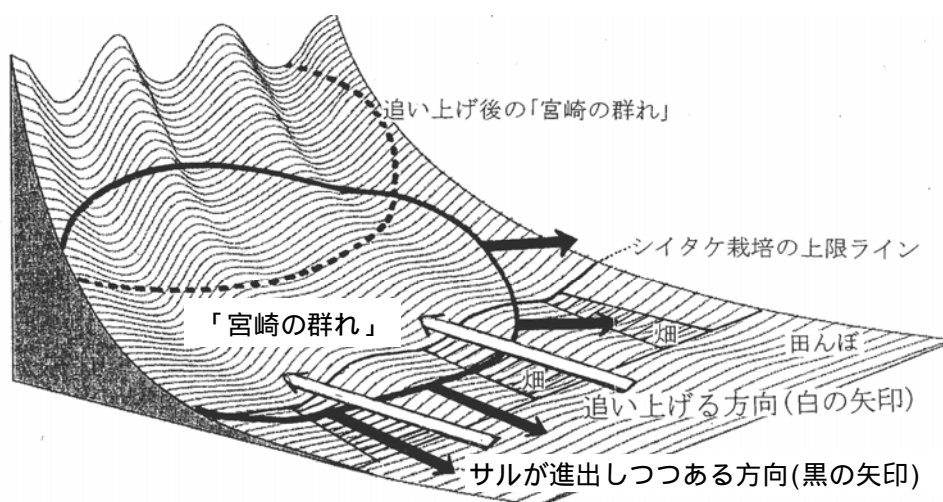 追い上げ後の「宮崎の群れ」
シイタケ栽培の上限ライン
「宮崎の群れ」
畑
田んぼ
畑
追い上げる方向(白の矢印)
サルが進出しつつある方向(黒の矢印)